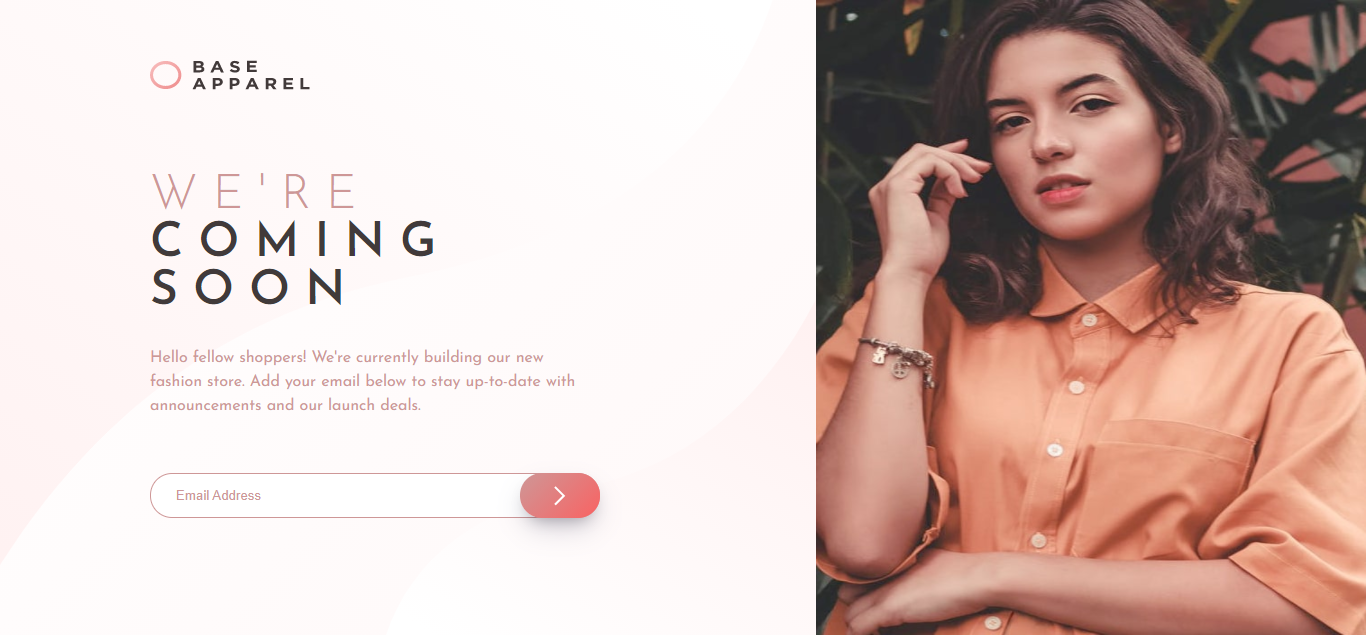 BASE
APPAREL
WE'RE
COMING
SOON
Hello fellow shoppers! We're currently building our new
fashion store. Add your email below to stay up-to-date with
announcements and our launch deals.
Email Address